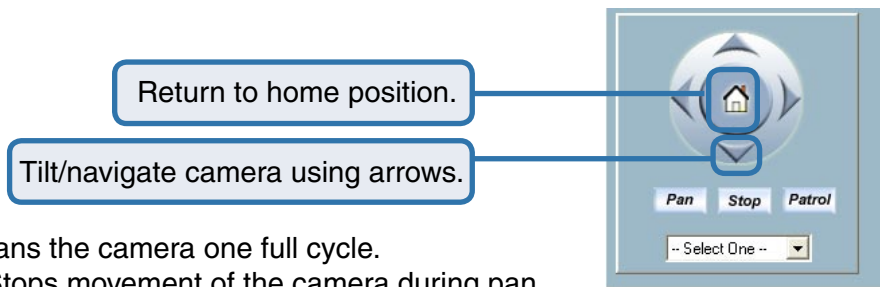 Return to home position.
Tilt/navigate camera using arrows.
Pan Stop Patrol
-- Select One --
the camera one full cycle.
Stops movement of the camera during pan